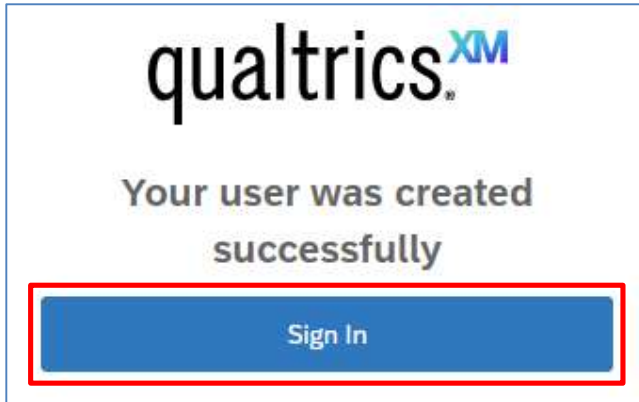 qualtrics.XM
®
Your user was created
successfully
Sign In